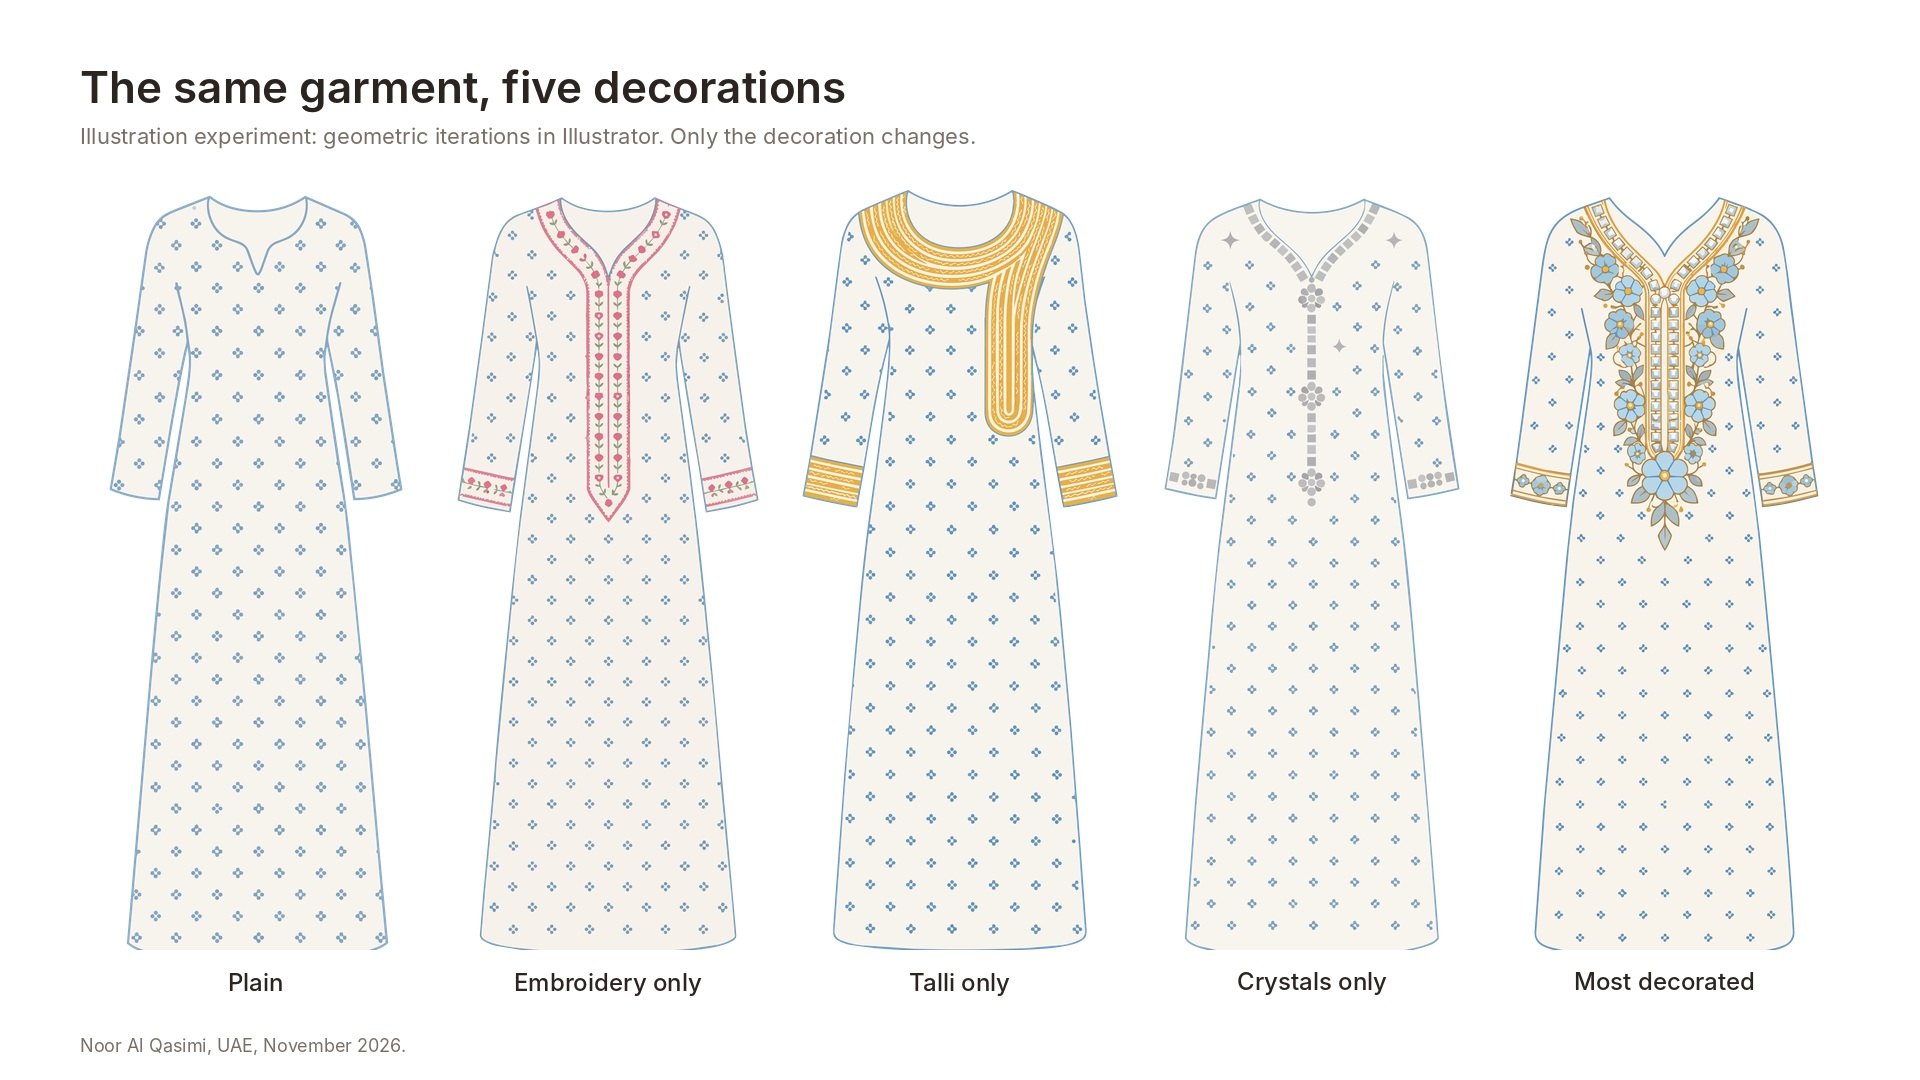 The same garment, five decorations
Illustration experiment: geometric iterations in Illustrator. Only the decoration changes.
Plain
Embroidery only
Talli only
Crystals only
Most decorated
Noor Al Qasimi, UAE, November 2026.